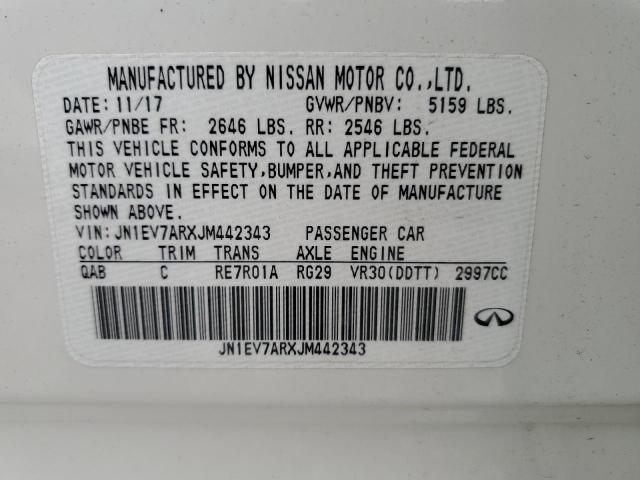 MANUFACTURED BY NISSAN MOTOR CO.,LTD.
DATE: 11/17 GVWR/PNBV: 5159 LBS.
GAWR/PNBE FR: 2646 LBS. RR: 2546 LBS.
THIS VEHICLE CONFORMS TO ALL APPLICABLE FEDERAL
MOTOR VEHICLE SAFETY,BUMPER,AND THEFT PREVENTION
STANDARDS IN EFFECT ON THE DATE OF MANUFACTURE
SHOWN ABOVE.
VIN: JN1EV7ARXJM442343 PASSENGER CAR
COLOR TRIM TRANS AXLE ENGINE
QAB C RE7R01A RG29 VR30(DDTT) 2997CC
JN1EV7ARXJM442343